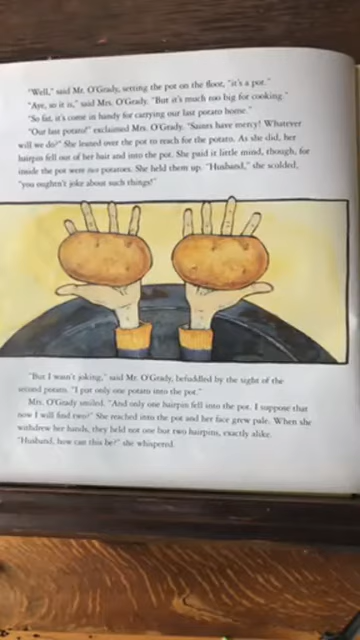 "Well," said Mr. O'Grady, setting the pot on the floor, "it's a pot."
"Aye, so it is," said Mrs. O'Grady. "But it's much too big for cooking."
"So far, it's come in handy for carrying our last potato home."
"Our last potato!" exclaimed Mrs. O'Grady. "Saints have mercy! Whatever
will we do?" She leaned over the pot to reach for the potato. As she did, her
hairpin fell out of her hair and into the pot. She paid it little mind, though, for
inside the pot were two potatoes. She held them up. "Husband," she scolded,
"you oughtn't joke about such things!"
"But I wasn't joking," said Mr. O'Grady, befuddled by the sight of the
second potato. "I put only one potato into the pot."
Mrs. O'Grady smiled. "And only one hairpin fell into the pot. I suppose that
now I will find two?" She reached into the pot and her face grew pale. When she
withdrew her hands, they held not one but two hairpins, exactly alike.
"Husband, how can this be?" she whispered.